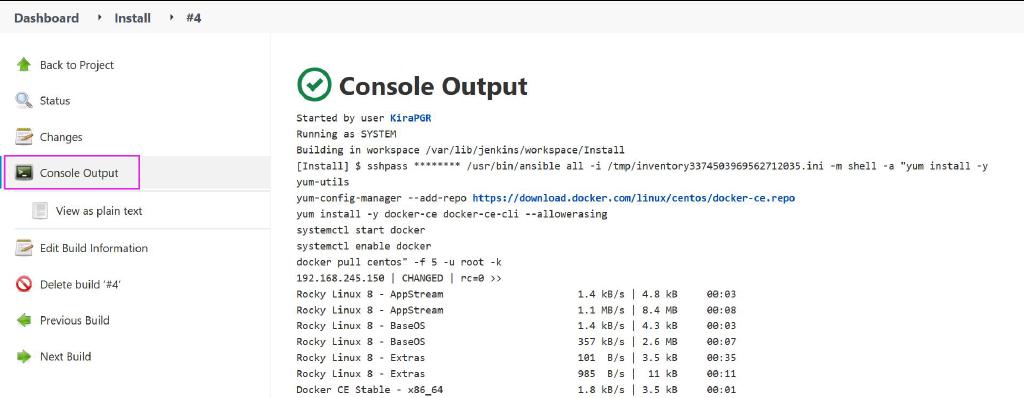 Dashboard › Install › #4
Back to Project
Status
Changes
Console Output
View as plain text
Edit Build Information
Delete build '#4'
Previous Build
Next Build
Console Output
Started by user KiraPGR
Running as SYSTEM
Building in workspace /var/lib/jenkins/workspace/Install
[Install] $ sshpass ******** /usr/bin/ansible all -i /tmp/inventory3374503969562712035.ini -m shell -a "yum install -y
yum-utils
yum-config-manager --add-repo https://download.docker.com/linux/centos/docker-ce.repo
yum install -y docker-ce docker-ce-cli --allowerasing
systemctl start docker
systemctl enable docker
docker pull centos" -f 5 -u root -k
192.168.245.150 | CHANGED | rc=0 >>
Rocky Linux 8 - AppStream 1.4 kB/s | 4.8 kB 00:03
Rocky Linux 8 - AppStream 1.1 MB/s | 8.4 MB 00:08
Rocky Linux 8 - BaseOS 1.4 kB/s | 4.3 kB 00:03
Rocky Linux 8 - BaseOS 357 kB/s | 2.6 MB 00:07
Rocky Linux 8 - Extras 101 B/s | 3.5 kB 00:35
Rocky Linux 8 - Extras 985 B/s | 11 kB 00:11
Docker CE Stable - x86_64 1.8 kB/s | 3.5 kB 00:01